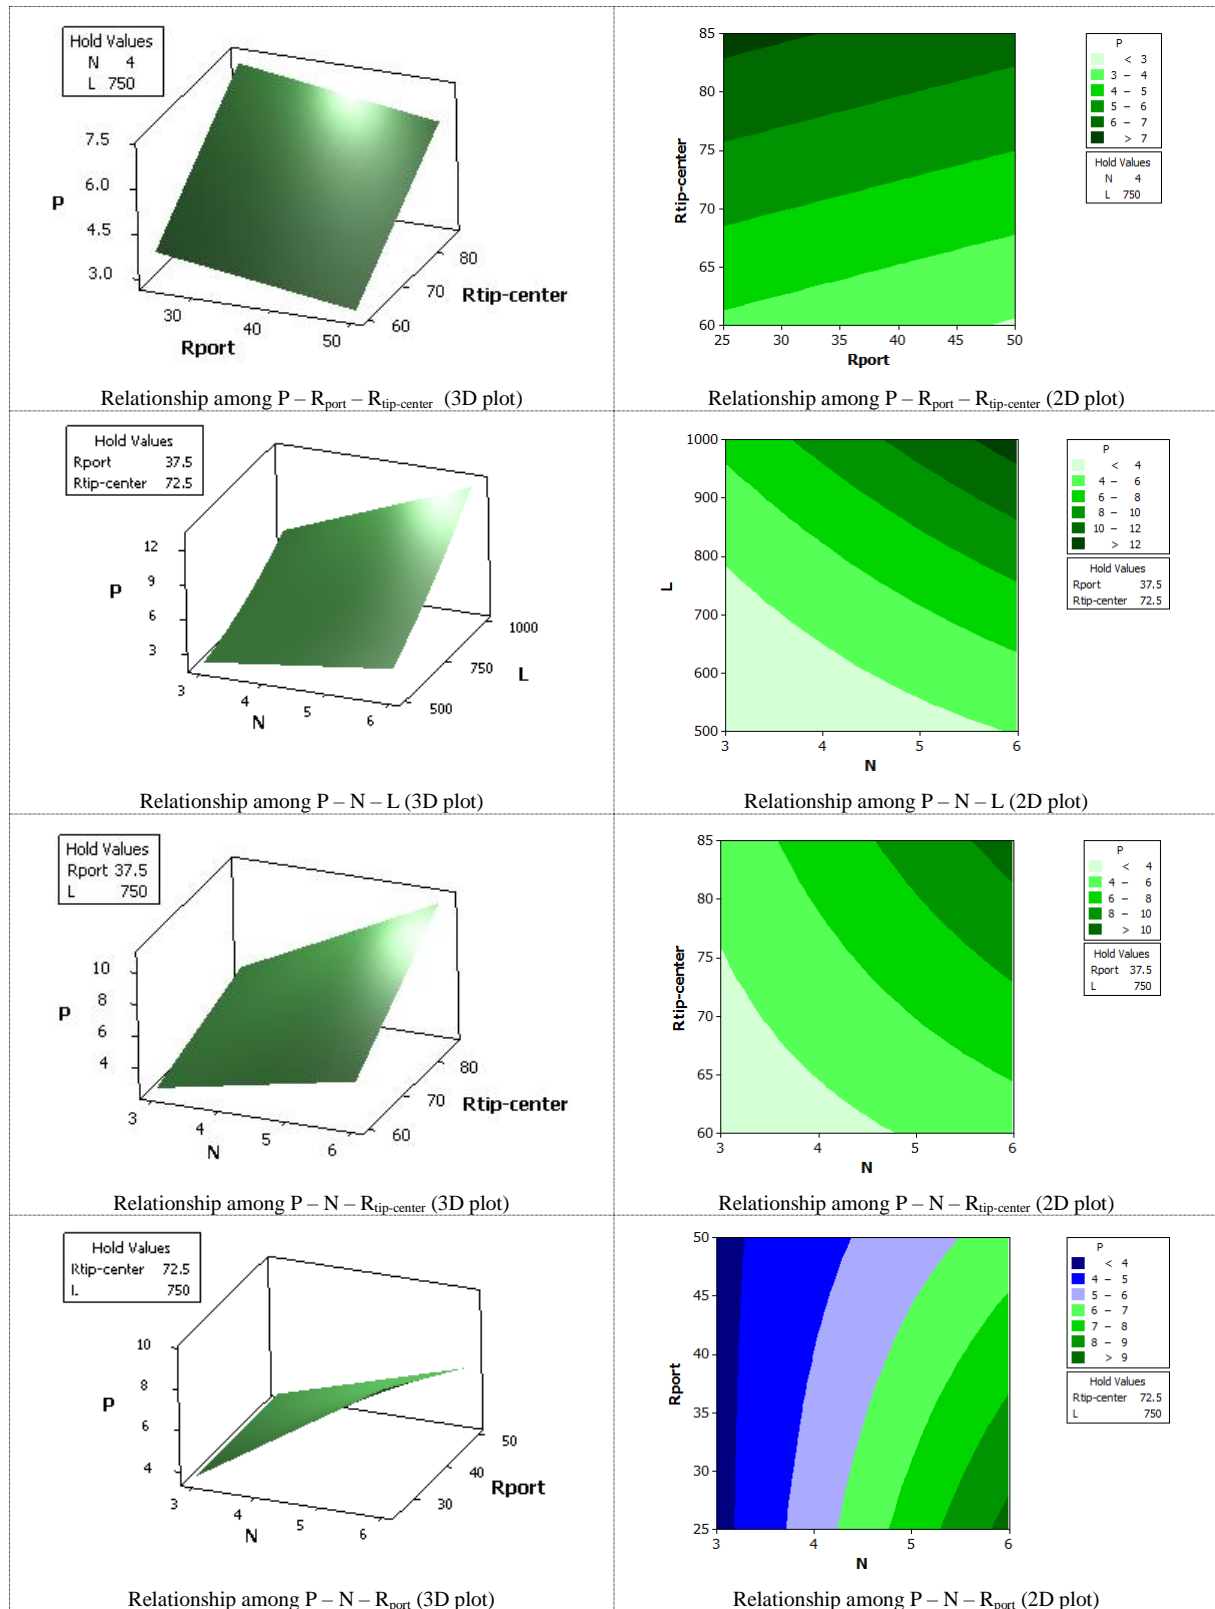 Hold Values
N 4
L 750
7.5
6.0
P
4.5
3.0
30
40
50
Rport
60
70
80
Rtip-center
Relationship among P – Rport – Rtip-center (3D plot)
85
80
75
70
65
60
Rtip-center
25 30 35 40 45 50
Rport
P
< 3
3 – 4
4 – 5
5 – 6
6 – 7
> 7
Hold Values
N 4
L 750
Relationship among P – Rport – Rtip-center (2D plot)
Hold Values
Rport 37.5
Rtip-center 72.5
12
9
P
6
3
3
4
5
6
N
500
750
1000
L
Relationship among P – N – L (3D plot)
1000
900
800
700
600
500
L
3 4 5 6
N
P
< 4
4 – 6
6 – 8
8 – 10
10 – 12
> 12
Hold Values
Rport 37.5
Rtip-center 72.5
Relationship among P – N – L (2D plot)
Hold Values
Rport 37.5
L 750
10
8
P
6
4
3
4
5
6
N
60
70
80
Rtip-center
Relationship among P – N – Rtip-center (3D plot)
85
80
75
70
65
60
Rtip-center
3 4 5 6
N
P
< 4
4 – 6
6 – 8
8 – 10
> 10
Hold Values
Rport 37.5
L 750
Relationship among P – N – Rtip-center (2D plot)
Hold Values
Rtip-center 72.5
L 750
10
8
P
6
4
3
4
5
6
N
30
40
50
Rport
Relationship among P – N – Rport (3D plot)
50
45
40
35
30
25
Rport
3 4 5 6
N
P
< 4
4 – 5
5 – 6
6 – 7
7 – 8
8 – 9
> 9
Hold Values
Rtip-center 72.5
L 750
Relationship among P – N – Rport (2D plot)